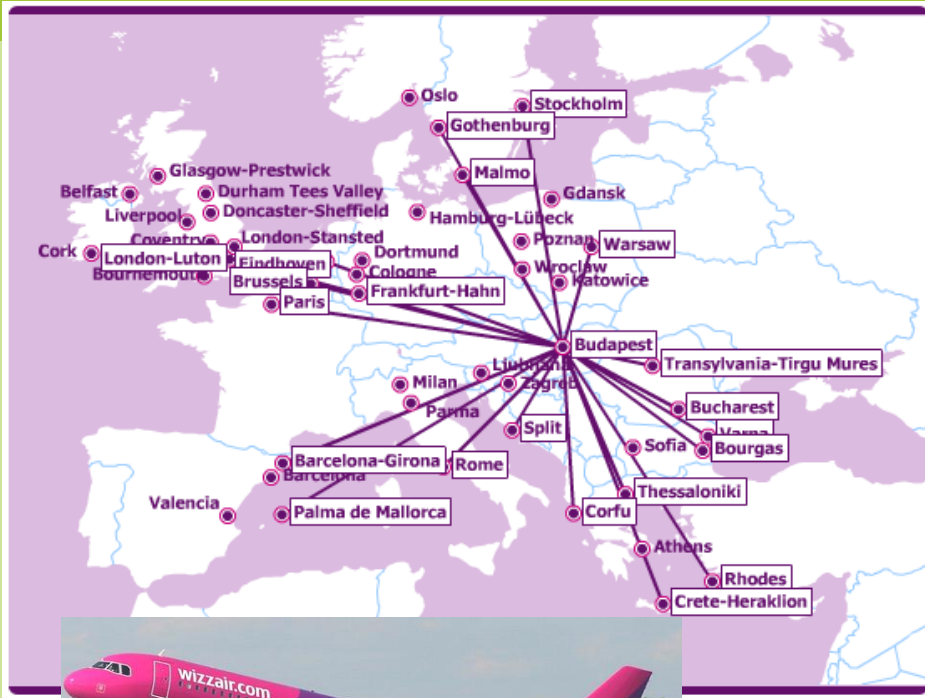 Oslo
Stockholm
Gothenburg
Glasgow-Prestwick
Malmo
Belfast
Durham Tees Valley
Gdansk
Liverpool
Doncaster-Sheffield
Hamburg-Lübeck
Coventry
London-Stansted
Poznan
Warsaw
Cork
London-Luton
Dortmund
Eindhoven
Wroclaw
Bournemouth
Cologne
Katowice
Brussels
Frankfurt-Hahn
Paris
Budapest
Ljubljana
Transylvania-Tirgu Mures
Milan
Zagreb
Parma
Bucharest
Split
Varna
Sofia
Bourgas
Barcelona-Girona
Rome
Barcelona
Thessaloniki
Valencia
Palma de Mallorca
Corfu
Athens
Rhodes
Crete-Heraklion
wizzair.com